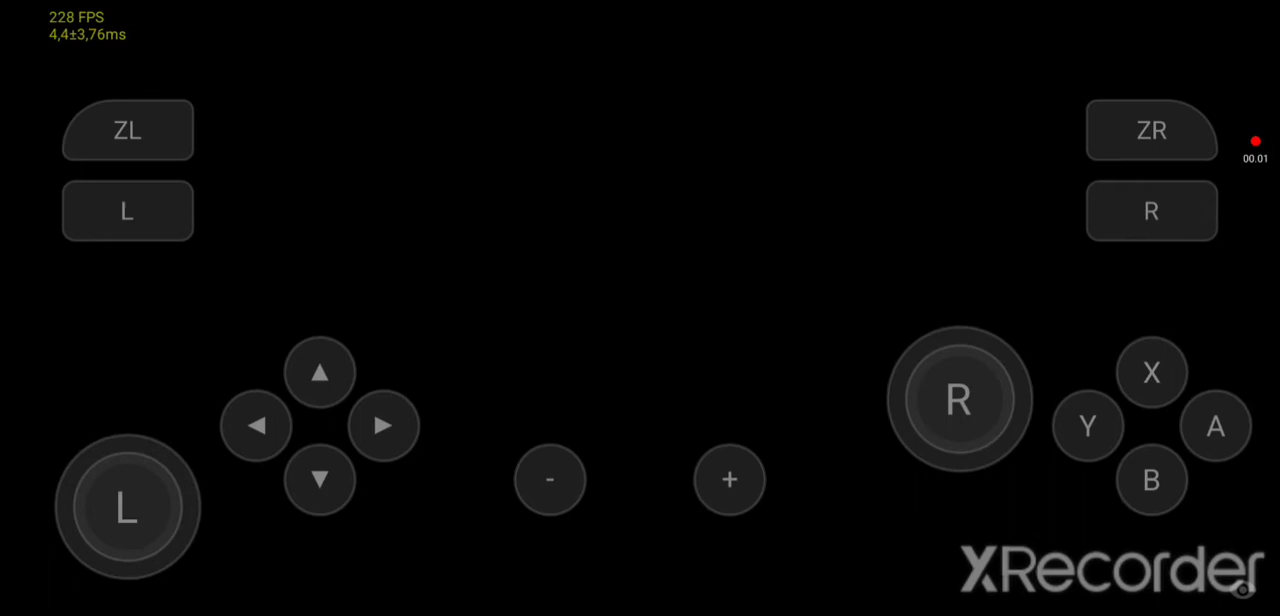 228 FPS
4,4±3,76ms
ZL
ZR
00.01
L
R
R
X
Y
A
-
+
B
L
XRecorder